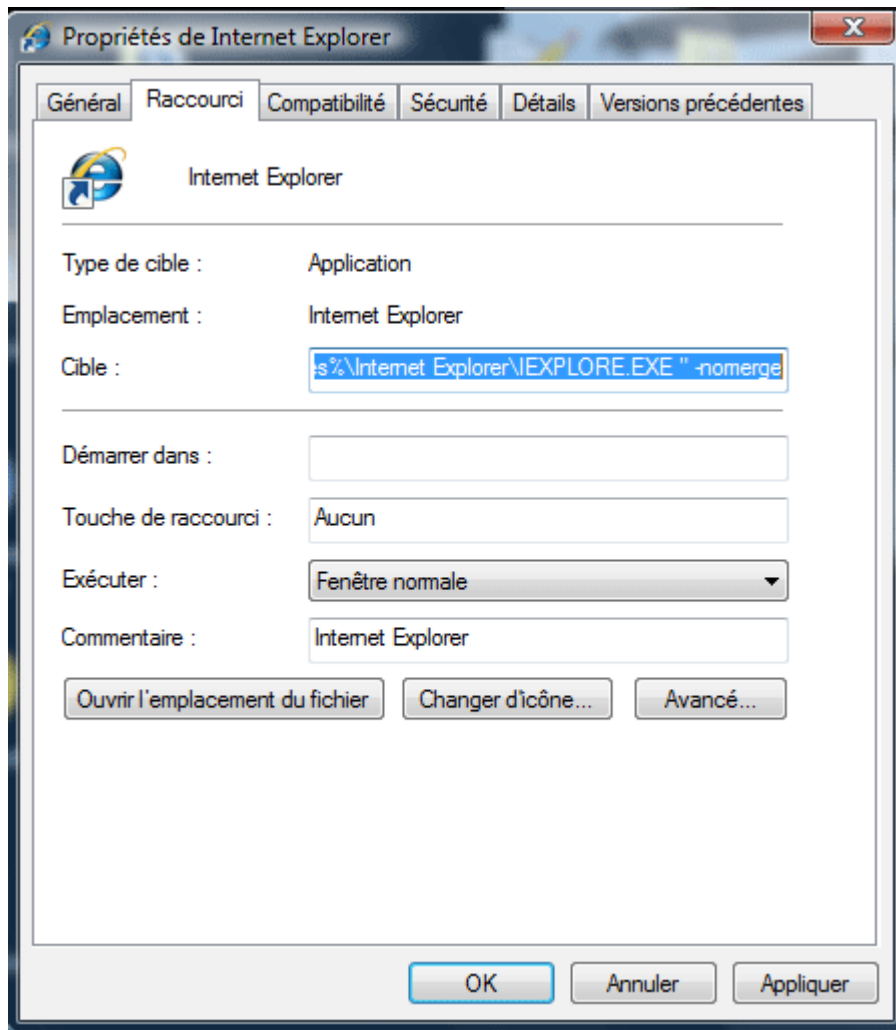 Propriétés de Internet Explorer
Général Raccourci Compatibilité Sécurité Détails Versions précédentes
Internet Explorer
Type de cible : Application
Emplacement : Internet Explorer
Cible : es%\Internet Explorer\IEXPLORE.EXE " -nomerge
Démarrer dans :
Touche de raccourci : Aucun
Exécuter : Fenêtre normale
Commentaire : Internet Explorer
Ouvrir l'emplacement du fichier Changer d'icône... Avancé...
OK Annuler Appliquer